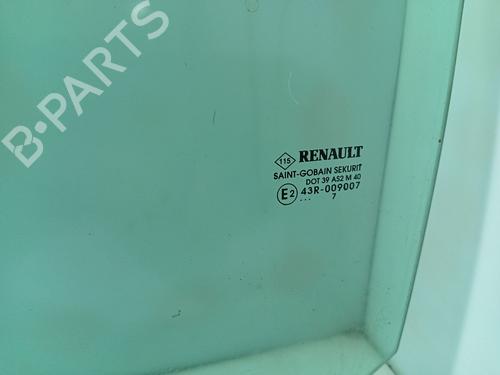 B-PARTS
115 RENAULT
SAINT-GOBAIN SEKURIT
DOT 39 AS2 M 40
E2 43R-009007
... 7